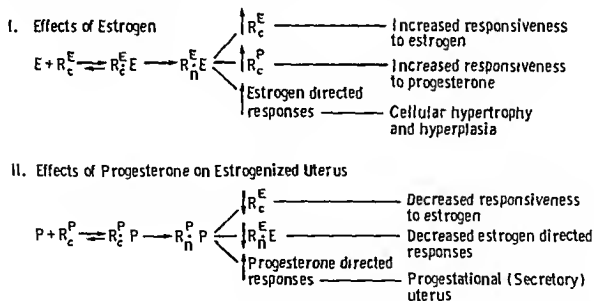 I. Effects of Estrogen
↑R_c^E — Increased responsiveness
to estrogen
E + R_c^E ⇌ R_c^E E → R_n^E E
↑R_c^P — Increased responsiveness
to progesterone
↑Estrogen directed
responses — Cellular hypertrophy
and hyperplasia
II. Effects of Progesterone on Estrogenized Uterus
↓R_c^E — Decreased responsiveness
to estrogen
P + R_c^P ⇌ R_c^P P → R_n^P P
↓R_n^E E — Decreased estrogen directed
responses
↑Progesterone directed
responses — Progestational (Secretory)
uterus